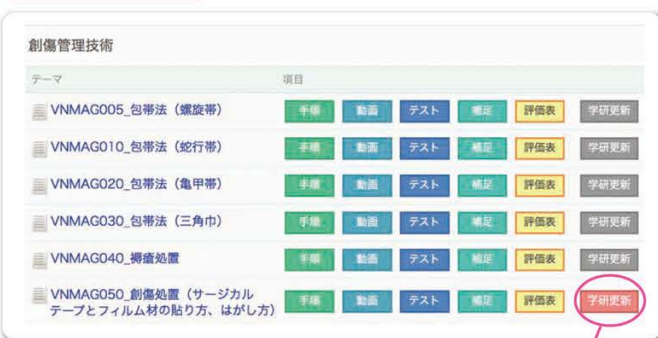 創傷管理技術
テーマ 項目
VNMAG005_包帯法（螺旋帯） 手順 動画 テスト 補足 評価表 学研更新
VNMAG010_包帯法（蛇行帯） 手順 動画 テスト 補足 評価表 学研更新
VNMAG020_包帯法（亀甲帯） 手順 動画 テスト 補足 評価表 学研更新
VNMAG030_包帯法（三角巾） 手順 動画 テスト 補足 評価表 学研更新
VNMAG040_褥瘡処置 手順 動画 テスト 補足 評価表 学研更新
VNMAG050_創傷処置（サージカル
テープとフィルム材の貼り方、はがし方） 手順 動画 テスト 補足 評価表 学研更新